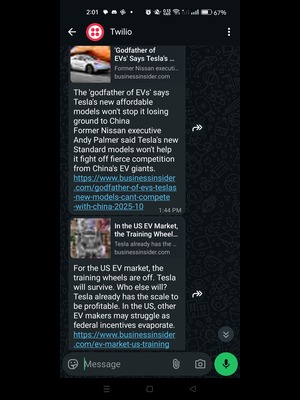 2:01
67%
Twilio
'Godfather of
EVs' Says Tesla's ...
Former Nissan executi...
businessinsider.com
The 'godfather of EVs' says
Tesla's new affordable
models won't stop it losing
ground to China
Former Nissan executive
Andy Palmer said Tesla's new
Standard models won't help
it fight off fierce competition
from China's EV giants.
https://www.businessinsider
.com/godfather-of-evs-teslas
-new-models-cant-compete
-with-china-2025-10
1:44 PM
In the US EV Market,
the Training Wheel...
Tesla already has the ...
businessinsider.com
For the US EV market, the
training wheels are off. Tesla
will survive. Who else will?
Tesla already has the scale to
be profitable. In the US, other
EV makers may struggle as
federal incentives evaporate.
https://www.businessinsider
.com/ev-market-us-training
Message